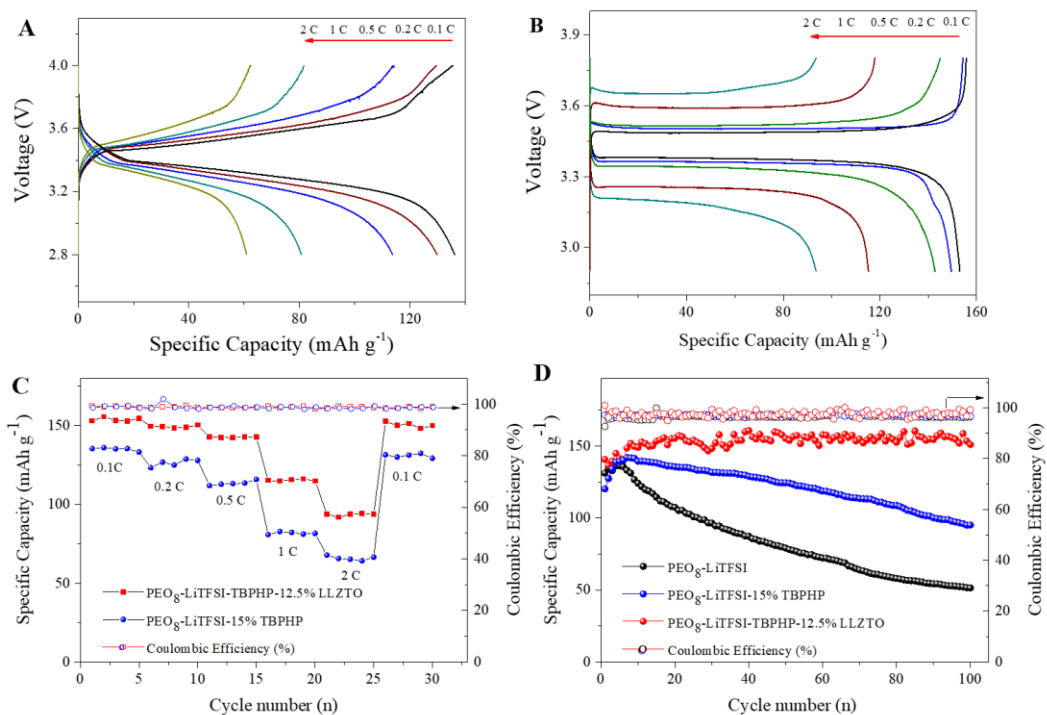 A
2 C 1 C 0.5 C 0.2 C 0.1 C
4.0
3.6
3.2
2.8
Voltage (V)
0 40 80 120
Specific Capacity (mAh g⁻¹)
B
2 C 1 C 0.5 C 0.2 C 0.1 C
3.9
3.6
3.3
3.0
Voltage (V)
0 40 80 120 160
Specific Capacity (mAh g⁻¹)
C
150
100
50
0
Specific Capacity (mAh g⁻¹)
0.1C
0.2 C
0.5 C
1 C
2 C
0.1 C
PEO₈-LiTFSI-TBPHP-12.5% LLZTO
PEO₈-LiTFSI-15% TBPHP
Coulombic Efficiency (%)
100
80
60
40
20
0
Coulombic Efficiency (%)
0 5 10 15 20 25 30
Cycle number (n)
D
150
100
50
0
Specific Capacity (mAh g⁻¹)
PEO₈-LiTFSI
PEO₈-LiTFSI-15% TBPHP
PEO₈-LiTFSI-TBPHP-12.5% LLZTO
Coulombic Efficiency (%)
100
80
60
40
20
0
Coulombic Efficiency (%)
0 20 40 60 80 100
Cycle number (n)